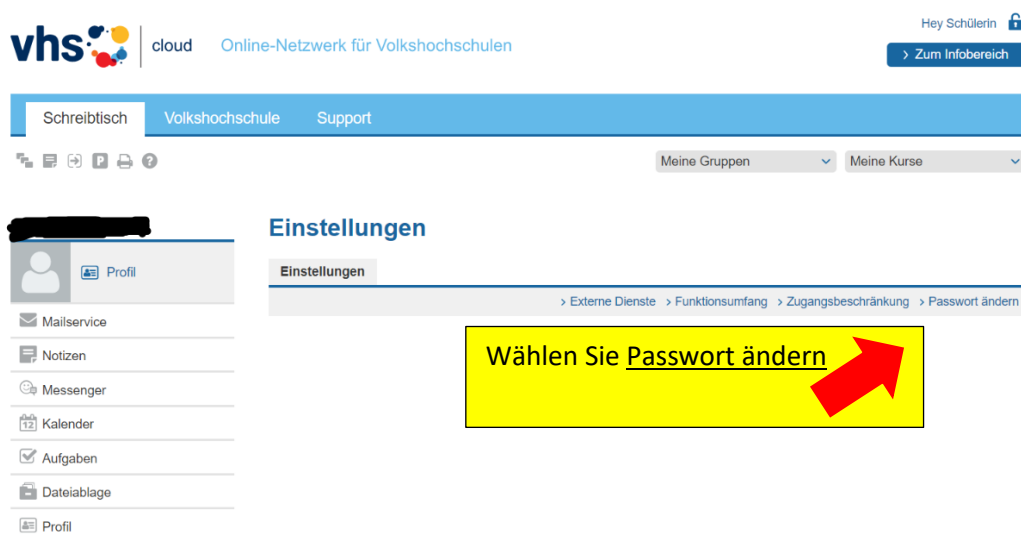 Hey Schülerin
vhs cloud Online-Netzwerk für Volkshochschulen
> Zum Infobereich
Schreibtisch Volkshochschule Support
P ? Meine Gruppen Meine Kurse
Einstellungen
Profil
Einstellungen
> Externe Dienste > Funktionsumfang > Zugangsbeschränkung > Passwort ändern
Mailservice
Wählen Sie Passwort ändern
Notizen
Messenger
12 Kalender
Aufgaben
Dateiablage
Profil